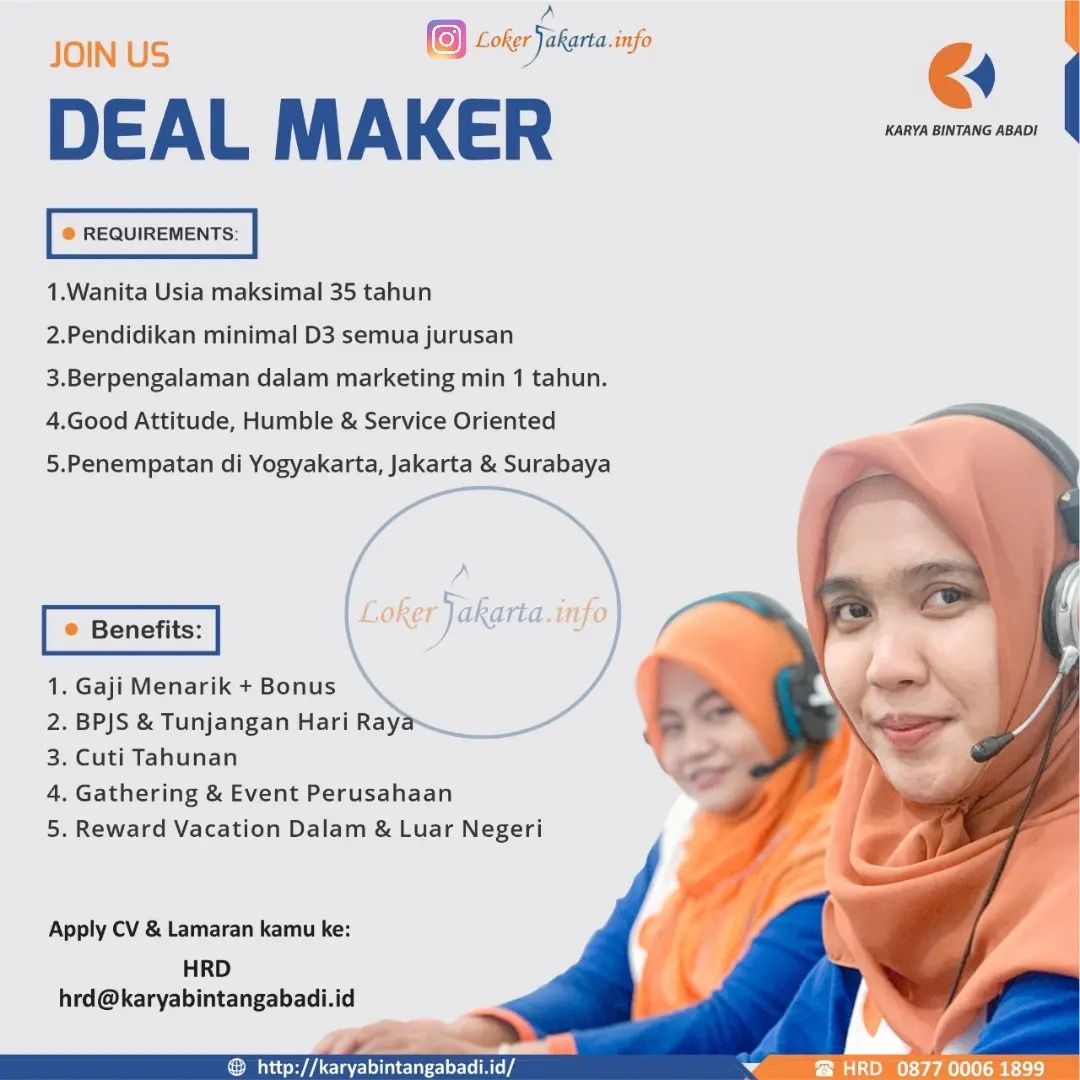 Loker Jakarta.info
JOIN US
DEAL MAKER
KARYA BINTANG ABADI
REQUIREMENTS:
1.Wanita Usia maksimal 35 tahun
2.Pendidikan minimal D3 semua jurusan
3.Berpengalaman dalam marketing min 1 tahun.
4.Good Attitude, Humble & Service Oriented
5.Penempatan di Yogyakarta, Jakarta & Surabaya
Loker Jakarta.info
Benefits:
1. Gaji Menarik + Bonus
2. BPJS & Tunjangan Hari Raya
3. Cuti Tahunan
4. Gathering & Event Perusahaan
5. Reward Vacation Dalam & Luar Negeri
Apply CV & Lamaran kamu ke:
HRD
hrd@karyabintangabadi.id
http://karyabintangabadi.id/
HRD 0877 0006 1899